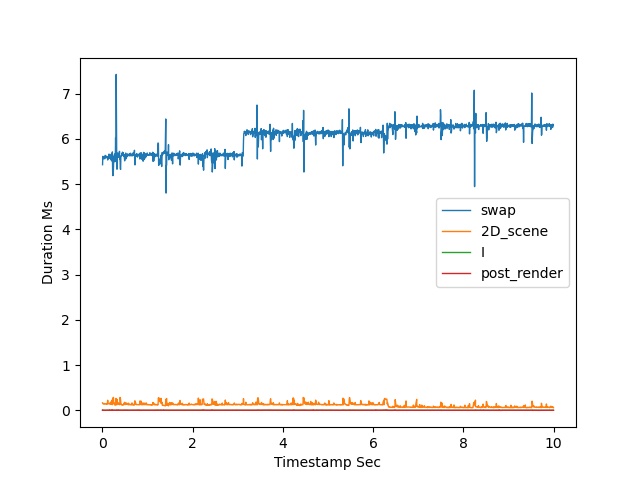 7
6
5
4
3
2
1
0
Duration Ms
swap
2D_scene
I
post_render
0 2 4 6 8 10
Timestamp Sec